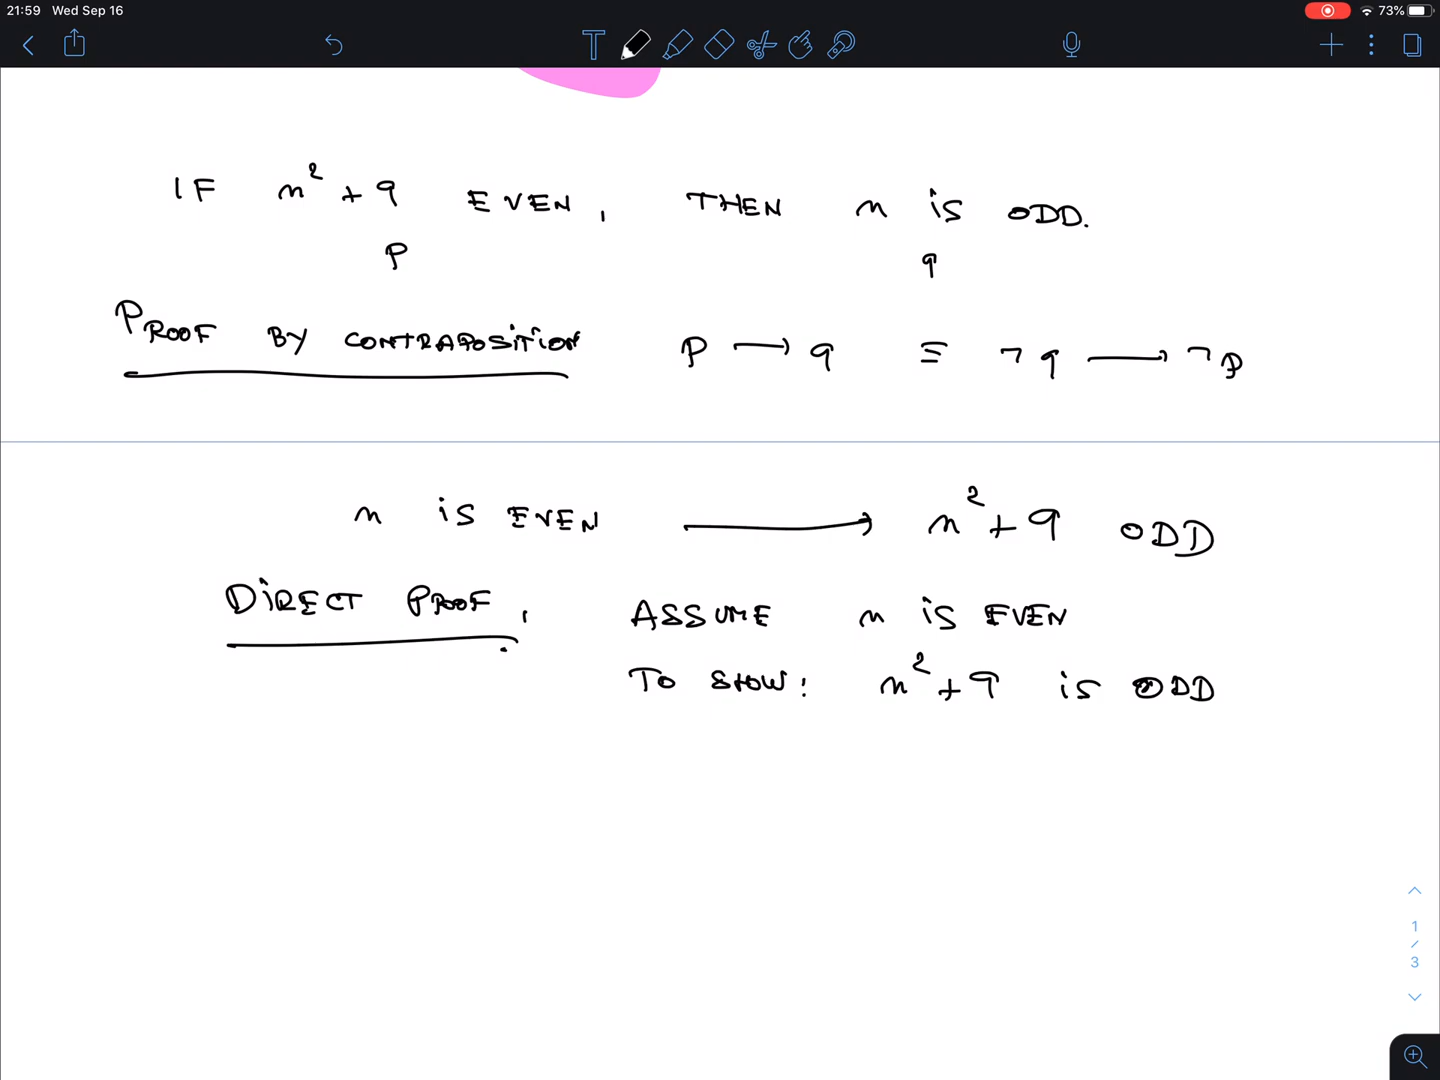 21:59 Wed Sep 16 73%
T
IF n² + 9 EVEN, THEN n is ODD.
P q
PROOF BY CONTRAPOSITION P → q ≡ ¬q → ¬P
n is EVEN → n² + 9 ODD
DIRECT PROOF, ASSUME n is EVEN
TO SHOW: n² + 9 is ODD
1
/
3